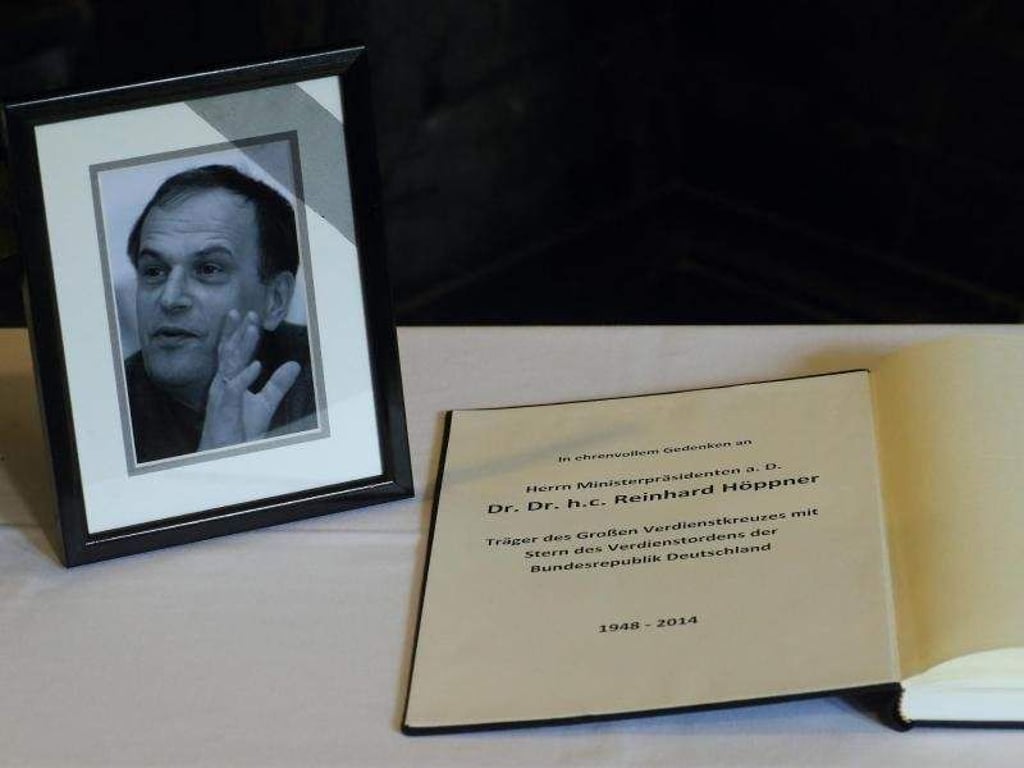 In ehrenvollem Gedenken an
Herrn Ministerpräsidenten a. D.
Dr. Dr. h.c. Reinhard Höppner
Träger des Großen Verdienstkreuzes mit
Stern des Verdienstordens der
Bundesrepublik Deutschland
1948 - 2014